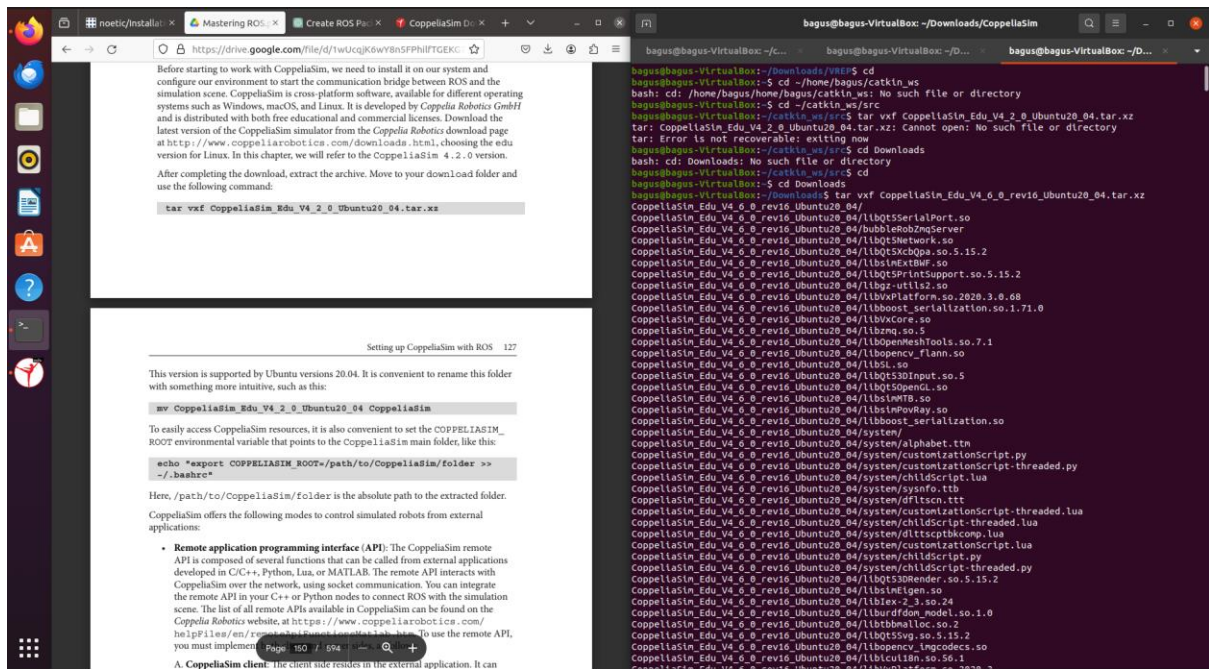 noetic/Installati
Mastering ROS
Create ROS Pac
CoppeliaSim Do
https://drive.google.com/file/d/
Before starting to work with CoppeliaSim, we need to install it on our system and
configure our environment to start the communication bridge between ROS and the
simulation scene. CoppeliaSim is cross-platform software, available for different operating
systems such as Windows, macOS, and Linux. It is developed by Coppelia Robotics GmbH
and is distributed with both free educational and commercial licenses. Download the
latest version of the CoppeliaSim simulator from the Coppelia Robotics download page
at http://www.coppeliarobotics.com/downloads.html, choosing the edu
version for Linux. In this chapter, we will refer to the CoppeliaSim 4.2.0 version.
After completing the download, extract the archive. Move to your download folder and
use the following command:
tar vxf CoppeliaSim_Edu_V4_2_0_Ubuntu20_04.tar.xz
Setting up CoppeliaSim with ROS 127
This version is supported by Ubuntu versions 20.04. It is convenient to rename this folder
with something more intuitive, such as this:
mv CoppeliaSim_Edu_V4_2_0_Ubuntu20_04 CoppeliaSim
To easily access CoppeliaSim resources, it is also convenient to set the COPPELIASIM_
ROOT environmental variable that points to the CoppeliaSim main folder, like this:
echo "export COPPELIASIM_ROOT=/path/to/CoppeliaSim/folder >>
~/.bashrc"
Here, /path/to/CoppeliaSim/folder is the absolute path to the extracted folder.
CoppeliaSim offers the following modes to control simulated robots from external
applications:
• Remote application programming interface (API): The CoppeliaSim remote
API is composed of several functions that can be called from external applications
developed in C/C++, Python, Lua, or MATLAB. The remote API interacts with
CoppeliaSim over the network, using socket communication. You can integrate
the remote API in your C++ or Python nodes to connect ROS with the simulation
scene. The list of all remote APIs available in CoppeliaSim can be found on the
Coppelia Robotics website, at https://www.coppeliarobotics.com/
helpFiles/en/remoteApiFunctionsMatlab.htm. To use the remote API,
you must implement
Page 150 / 594
A. CoppeliaSim client: The client side resides in the external application. It can
bagus@bagus-VirtualBox: ~/Downloads/CoppeliaSim
bagus@bagus-VirtualBox: ~/c...
bagus@bagus-VirtualBox: ~/D...
bagus@bagus-VirtualBox: ~/D...
bagus@bagus-VirtualBox:~/Downloads/VREP$ cd
bagus@bagus-VirtualBox:~$ cd ~/home/bagus/catkin_ws
bash: cd: /home/bagus/home/bagus/catkin_ws: No such file or directory
bagus@bagus-VirtualBox:~$ cd ~/catkin_ws/src
bagus@bagus-VirtualBox:~/catkin_ws/src$ tar vxf CoppeliaSim_Edu_V4_2_0_Ubuntu20_04.tar.xz
tar: CoppeliaSim_Edu_V4_2_0_Ubuntu20_04.tar.xz: Cannot open: No such file or directory
tar: Error is not recoverable: exiting now
bagus@bagus-VirtualBox:~/catkin_ws/src$ cd Downloads
bash: cd: Downloads: No such file or directory
bagus@bagus-VirtualBox:~/catkin_ws/src$ cd
bagus@bagus-VirtualBox:~$ cd Downloads
bagus@bagus-VirtualBox:~/Downloads$ tar vxf CoppeliaSim_Edu_V4_6_0_rev16_Ubuntu20_04.tar.xz
CoppeliaSim_Edu_V4_6_0_rev16_Ubuntu20_04/
CoppeliaSim_Edu_V4_6_0_rev16_Ubuntu20_04/libQt5SerialPort.so
CoppeliaSim_Edu_V4_6_0_rev16_Ubuntu20_04/bubbleRobZmqServer
CoppeliaSim_Edu_V4_6_0_rev16_Ubuntu20_04/libQt5Network.so
CoppeliaSim_Edu_V4_6_0_rev16_Ubuntu20_04/libQt5XcbQpa.so.5.15.2
CoppeliaSim_Edu_V4_6_0_rev16_Ubuntu20_04/libsimExtBWF.so
CoppeliaSim_Edu_V4_6_0_rev16_Ubuntu20_04/libQt5PrintSupport.so.5.15.2
CoppeliaSim_Edu_V4_6_0_rev16_Ubuntu20_04/libgz-utils2.so
CoppeliaSim_Edu_V4_6_0_rev16_Ubuntu20_04/libVxPlatform.so.2020.3.0.68
CoppeliaSim_Edu_V4_6_0_rev16_Ubuntu20_04/libboost_serialization.so.1.71.0
CoppeliaSim_Edu_V4_6_0_rev16_Ubuntu20_04/libVxCore.so
CoppeliaSim_Edu_V4_6_0_rev16_Ubuntu20_04/libzmq.so.5
CoppeliaSim_Edu_V4_6_0_rev16_Ubuntu20_04/libOpenMeshTools.so.7.1
CoppeliaSim_Edu_V4_6_0_rev16_Ubuntu20_04/libopencv_flann.so
CoppeliaSim_Edu_V4_6_0_rev16_Ubuntu20_04/libSL.so
CoppeliaSim_Edu_V4_6_0_rev16_Ubuntu20_04/libQt53DInput.so.5
CoppeliaSim_Edu_V4_6_0_rev16_Ubuntu20_04/libQt5OpenGL.so
CoppeliaSim_Edu_V4_6_0_rev16_Ubuntu20_04/libsimMTB.so
CoppeliaSim_Edu_V4_6_0_rev16_Ubuntu20_04/libsimPovRay.so
CoppeliaSim_Edu_V4_6_0_rev16_Ubuntu20_04/libboost_serialization.so
CoppeliaSim_Edu_V4_6_0_rev16_Ubuntu20_04/system/
CoppeliaSim_Edu_V4_6_0_rev16_Ubuntu20_04/system/alphabet.ttm
CoppeliaSim_Edu_V4_6_0_rev16_Ubuntu20_04/system/customizationScript.py
CoppeliaSim_Edu_V4_6_0_rev16_Ubuntu20_04/system/customizationScript-threaded.py
CoppeliaSim_Edu_V4_6_0_rev16_Ubuntu20_04/system/childScript.lua
CoppeliaSim_Edu_V4_6_0_rev16_Ubuntu20_04/system/sysnfo.ttb
CoppeliaSim_Edu_V4_6_0_rev16_Ubuntu20_04/system/dfltscn.ttt
CoppeliaSim_Edu_V4_6_0_rev16_Ubuntu20_04/system/customizationScript-threaded.lua
CoppeliaSim_Edu_V4_6_0_rev16_Ubuntu20_04/system/childScript-threaded.lua
CoppeliaSim_Edu_V4_6_0_rev16_Ubuntu20_04/system/dlttscptbkcomp.lua
CoppeliaSim_Edu_V4_6_0_rev16_Ubuntu20_04/system/customizationScript.lua
CoppeliaSim_Edu_V4_6_0_rev16_Ubuntu20_04/system/childScript.py
CoppeliaSim_Edu_V4_6_0_rev16_Ubuntu20_04/system/childScript-threaded.py
CoppeliaSim_Edu_V4_6_0_rev16_Ubuntu20_04/libQt53DRender.so.5.15.2
CoppeliaSim_Edu_V4_6_0_rev16_Ubuntu20_04/libsimEigen.so
CoppeliaSim_Edu_V4_6_0_rev16_Ubuntu20_04/libIex-2_3.so.24
CoppeliaSim_Edu_V4_6_0_rev16_Ubuntu20_04/liburdfdom_model.so.1.0
CoppeliaSim_Edu_V4_6_0_rev16_Ubuntu20_04/libtbbmalloc.so.2
CoppeliaSim_Edu_V4_6_0_rev16_Ubuntu20_04/libQt5Svg.so.5.15.2
CoppeliaSim_Edu_V4_6_0_rev16_Ubuntu20_04/libopencv_imgcodecs.so
CoppeliaSim_Edu_V4_6_0_rev16_Ubuntu20_04/libicui18n.so.56.1